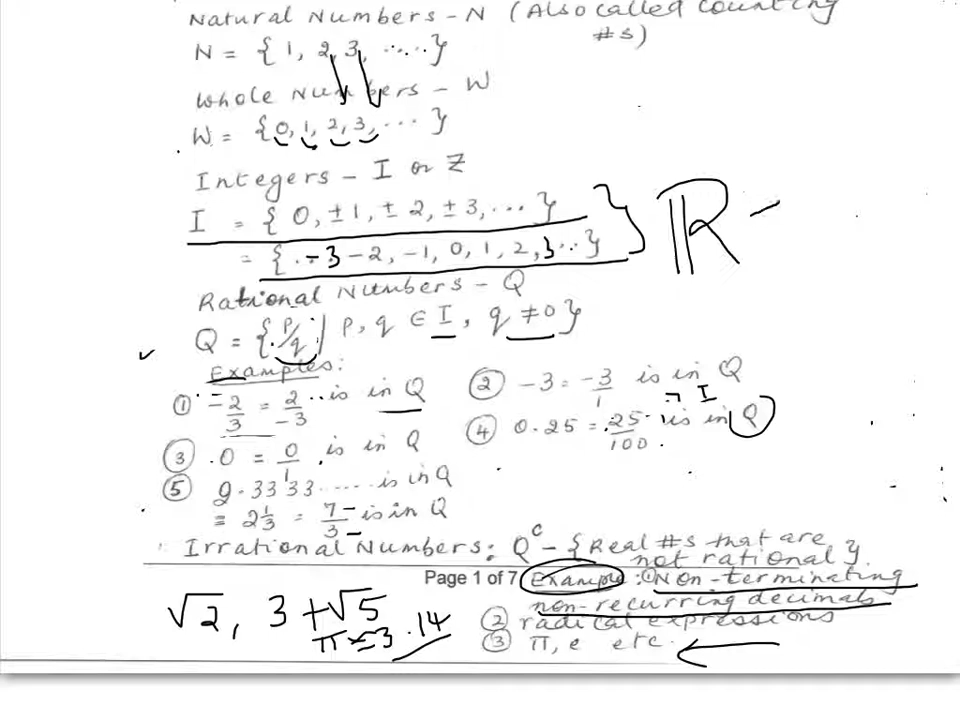 Natural Numbers - N (Also called counting
#s)
N = {1, 2, 3, .....}
Whole Numbers - W
W = {0, 1, 2, 3, ... }
Integers - I or Z
I = { 0, ±1, ± 2, ± 3, ... }
= { . - 3 - 2, -1, 0, 1, 2, 3 .. } } ℝ
Rational Numbers - Q
Q = {p/q | p, q ∈ I, q ≠ 0}
Examples:
① -2/3 = 2/-3 is in Q ② -3 = -3/1 is in Q
I
③ 0 = 0/1 is in Q ④ 0.25 = 25/100 is in Q
⑤ 2.3333..... is in Q
= 2 1/3 = 7/3 is in Q
Irrational Numbers: Qᶜ - {Real #s that are
not rational}
Page 1 of 7 Example: ① Non-terminating
non-recurring decimals
√2, 3 + √5 ② radical expressions
π ≈ 3.14 ③ π, e etc.